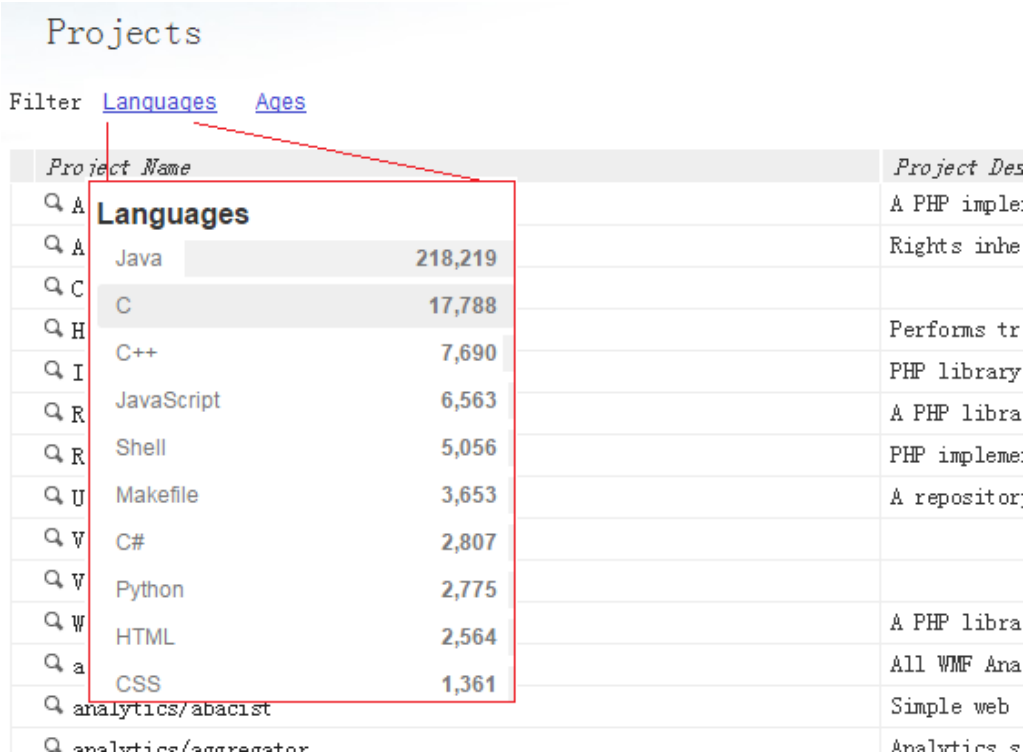 Projects
Filter Languages Ages
Project Name Project Des
A A PHP imple
A Rights inhe
C
H Performs tr
I PHP library
R A PHP libra
R PHP impleme
U A repository
V
V
W A PHP libra
a All WMF Ana
analytics/abacist Simple web
analytics/aggregator Analytics s
Languages
Java 218,219
C 17,788
C++ 7,690
JavaScript 6,563
Shell 5,056
Makefile 3,653
C# 2,807
Python 2,775
HTML 2,564
CSS 1,361